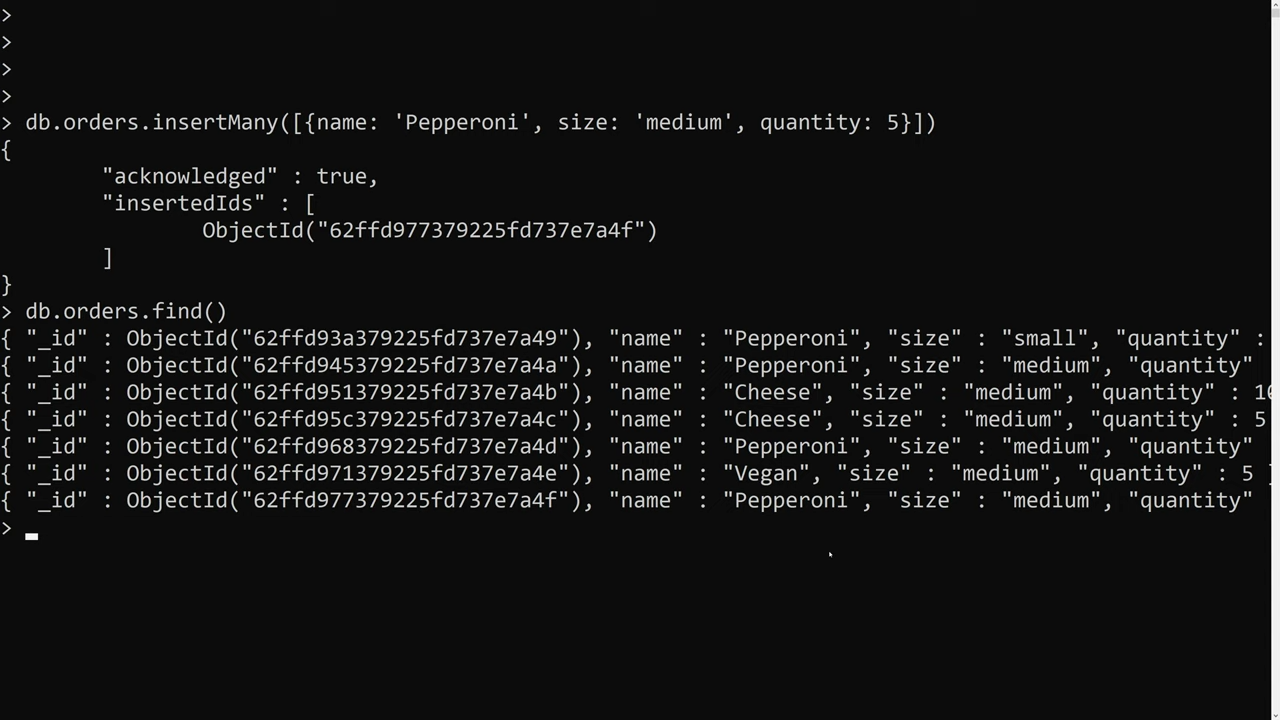 >
>
>
>
> db.orders.insertMany([{name: 'Pepperoni', size: 'medium', quantity: 5}])
{
"acknowledged" : true,
"insertedIds" : [
ObjectId("62ffd977379225fd737e7a4f")
]
}
> db.orders.find()
{ "_id" : ObjectId("62ffd93a379225fd737e7a49"), "name" : "Pepperoni", "size" : "small", "quantity" :
{ "_id" : ObjectId("62ffd945379225fd737e7a4a"), "name" : "Pepperoni", "size" : "medium", "quantity"
{ "_id" : ObjectId("62ffd951379225fd737e7a4b"), "name" : "Cheese", "size" : "medium", "quantity" : 10
{ "_id" : ObjectId("62ffd95c379225fd737e7a4c"), "name" : "Cheese", "size" : "medium", "quantity" : 5
{ "_id" : ObjectId("62ffd968379225fd737e7a4d"), "name" : "Pepperoni", "size" : "medium", "quantity"
{ "_id" : ObjectId("62ffd971379225fd737e7a4e"), "name" : "Vegan", "size" : "medium", "quantity" : 5 }
{ "_id" : ObjectId("62ffd977379225fd737e7a4f"), "name" : "Pepperoni", "size" : "medium", "quantity"
>